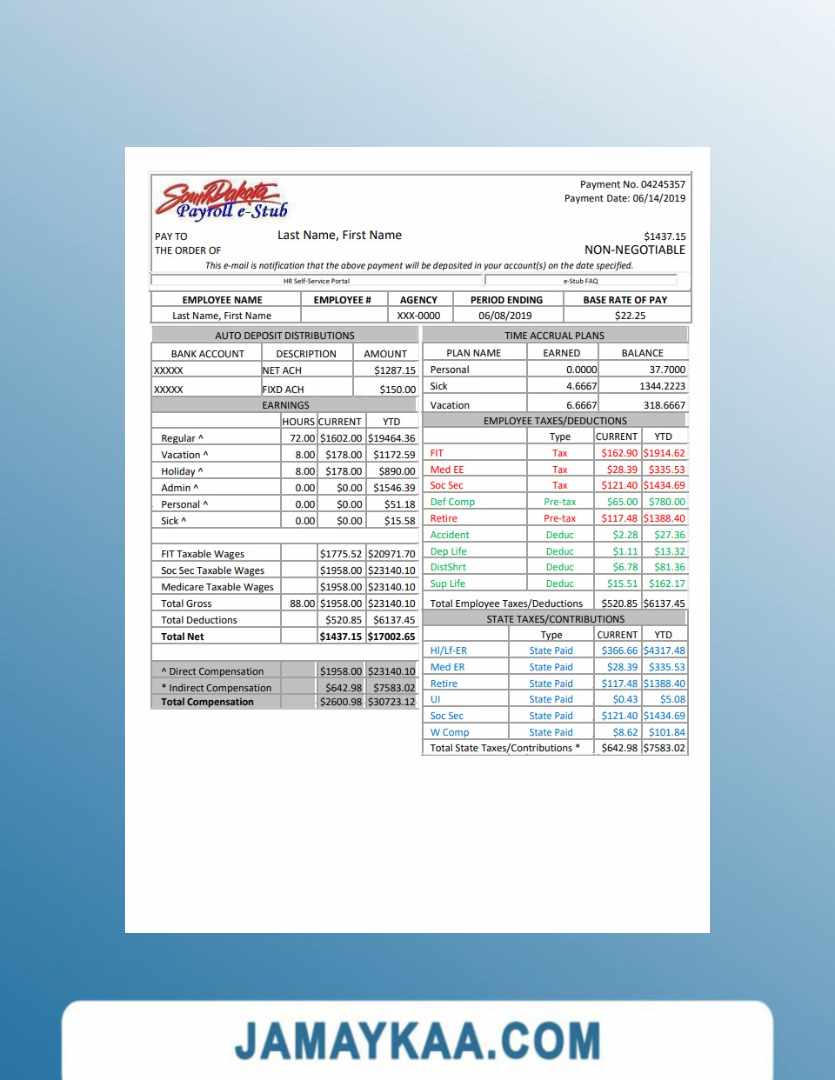 South Dakota
Payroll e-Stub
Payment No. 04245357
Payment Date: 06/14/2019
PAY TO
THE ORDER OF
Last Name, First Name
$1437.15
NON-NEGOTIABLE
This e-mail is notification that the above payment will be deposited in your account(s) on the date specified.
HR Self-Service Portal e-Stub FAQ
EMPLOYEE NAME EMPLOYEE # AGENCY PERIOD ENDING BASE RATE OF PAY
Last Name, First Name XXX-0000 06/08/2019 $22.25
AUTO DEPOSIT DISTRIBUTIONS
BANK ACCOUNT DESCRIPTION AMOUNT
XXXXX NET ACH $1287.15
XXXXX FIXD ACH $150.00
EARNINGS
HOURS CURRENT YTD
Regular ^ 72.00 $1602.00 $19464.36
Vacation ^ 8.00 $178.00 $1172.59
Holiday ^ 8.00 $178.00 $890.00
Admin ^ 0.00 $0.00 $1546.39
Personal ^ 0.00 $0.00 $51.18
Sick ^ 0.00 $0.00 $15.58
FIT Taxable Wages $1775.52 $20971.70
Soc Sec Taxable Wages $1958.00 $23140.10
Medicare Taxable Wages $1958.00 $23140.10
Total Gross 88.00 $1958.00 $23140.10
Total Deductions $520.85 $6137.45
Total Net $1437.15 $17002.65
^ Direct Compensation $1958.00 $23140.10
* Indirect Compensation $642.98 $7583.02
Total Compensation $2600.98 $30723.12
TIME ACCRUAL PLANS
PLAN NAME EARNED BALANCE
Personal 0.0000 37.7000
Sick 4.6667 1344.2223
Vacation 6.6667 318.6667
EMPLOYEE TAXES/DEDUCTIONS
Type CURRENT YTD
FIT Tax $162.90 $1914.62
Med EE Tax $28.39 $335.53
Soc Sec Tax $121.40 $1434.69
Def Comp Pre-tax $65.00 $780.00
Retire Pre-tax $117.48 $1388.40
Accident Deduc $2.28 $27.36
Dep Life Deduc $1.11 $13.32
DistShrt Deduc $6.78 $81.36
Sup Life Deduc $15.51 $162.17
Total Employee Taxes/Deductions $520.85 $6137.45
STATE TAXES/CONTRIBUTIONS
Type CURRENT YTD
Hl/Lf-ER State Paid $366.66 $4317.48
Med ER State Paid $28.39 $335.53
Retire State Paid $117.48 $1388.40
UI State Paid $0.43 $5.08
Soc Sec State Paid $121.40 $1434.69
W Comp State Paid $8.62 $101.84
Total State Taxes/Contributions * $642.98 $7583.02
JAMAYKAA.COM